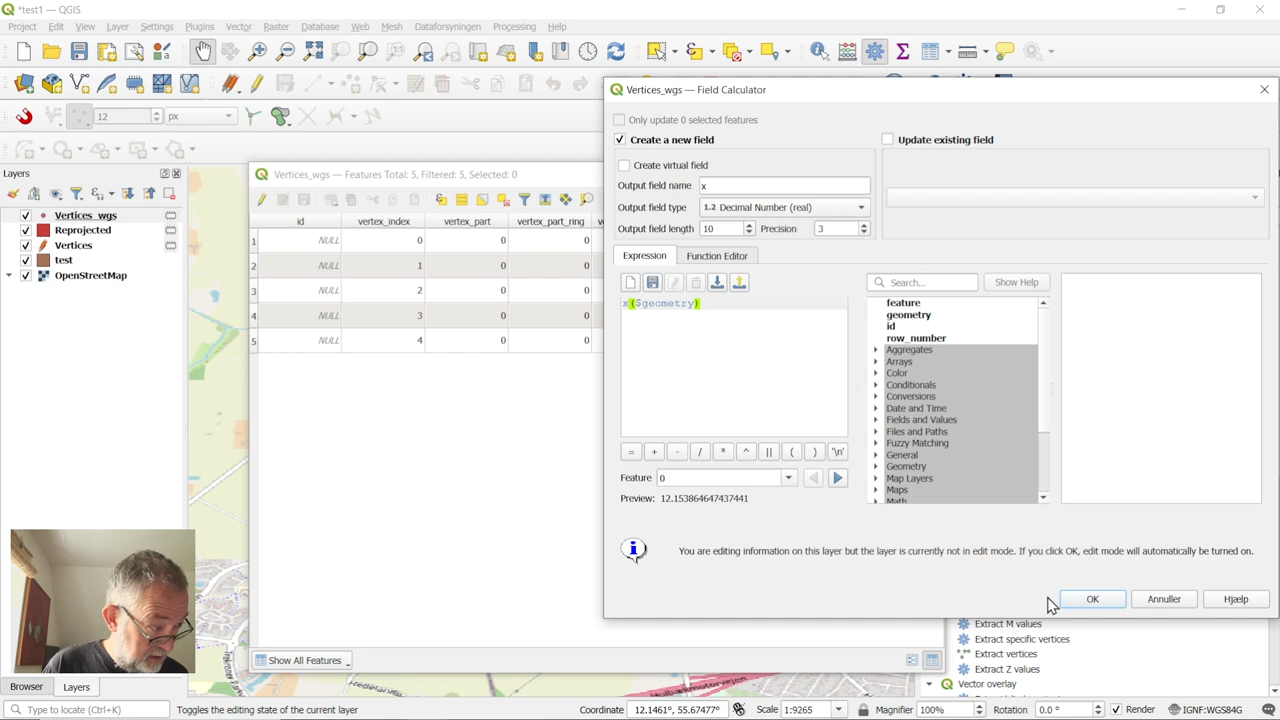 *test1 — QGIS
Project Edit View Layer Settings Plugins Vector Raster Database Web Mesh Dataforsyningen Processing Help
12 px
Layers
Vertices_wgs
Reprojected
Vertices
test
OpenStreetMap
Vertices_wgs — Features Total: 5, Filtered: 5, Selected: 0
id vertex_index vertex_part vertex_part_ring
1 NULL 0 0 0
2 NULL 1 0 0
3 NULL 2 0 0
4 NULL 3 0 0
5 NULL 4 0 0
Show All Features
Vertices_wgs — Field Calculator
Only update 0 selected features
Create a new field
Update existing field
Create virtual field
Output field name x
Output field type 1.2 Decimal Number (real)
Output field length 10 Precision 3
Expression Function Editor
Search... Show Help
x($geometry)
feature
geometry
id
row_number
Aggregates
Arrays
Color
Conditionals
Conversions
Date and Time
Fields and Values
Files and Paths
Fuzzy Matching
General
Geometry
Map Layers
Maps
Math
= + - / * ^ || ( ) '\n'
Feature 0
Preview: 12.153864647437441
You are editing information on this layer but the layer is currently not in edit mode. If you click OK, edit mode will automatically be turned on.
OK Annuller Hjælp
Extract M values
Extract specific vertices
Extract vertices
Extract Z values
Vector overlay
Browser Layers
Type to locate (Ctrl+K) Toggles the editing state of the current layer Coordinate 12.1461°, 55.67477° Scale 1:9265 Magnifier 100% Rotation 0.0 ° Render IGNF:WGS84G